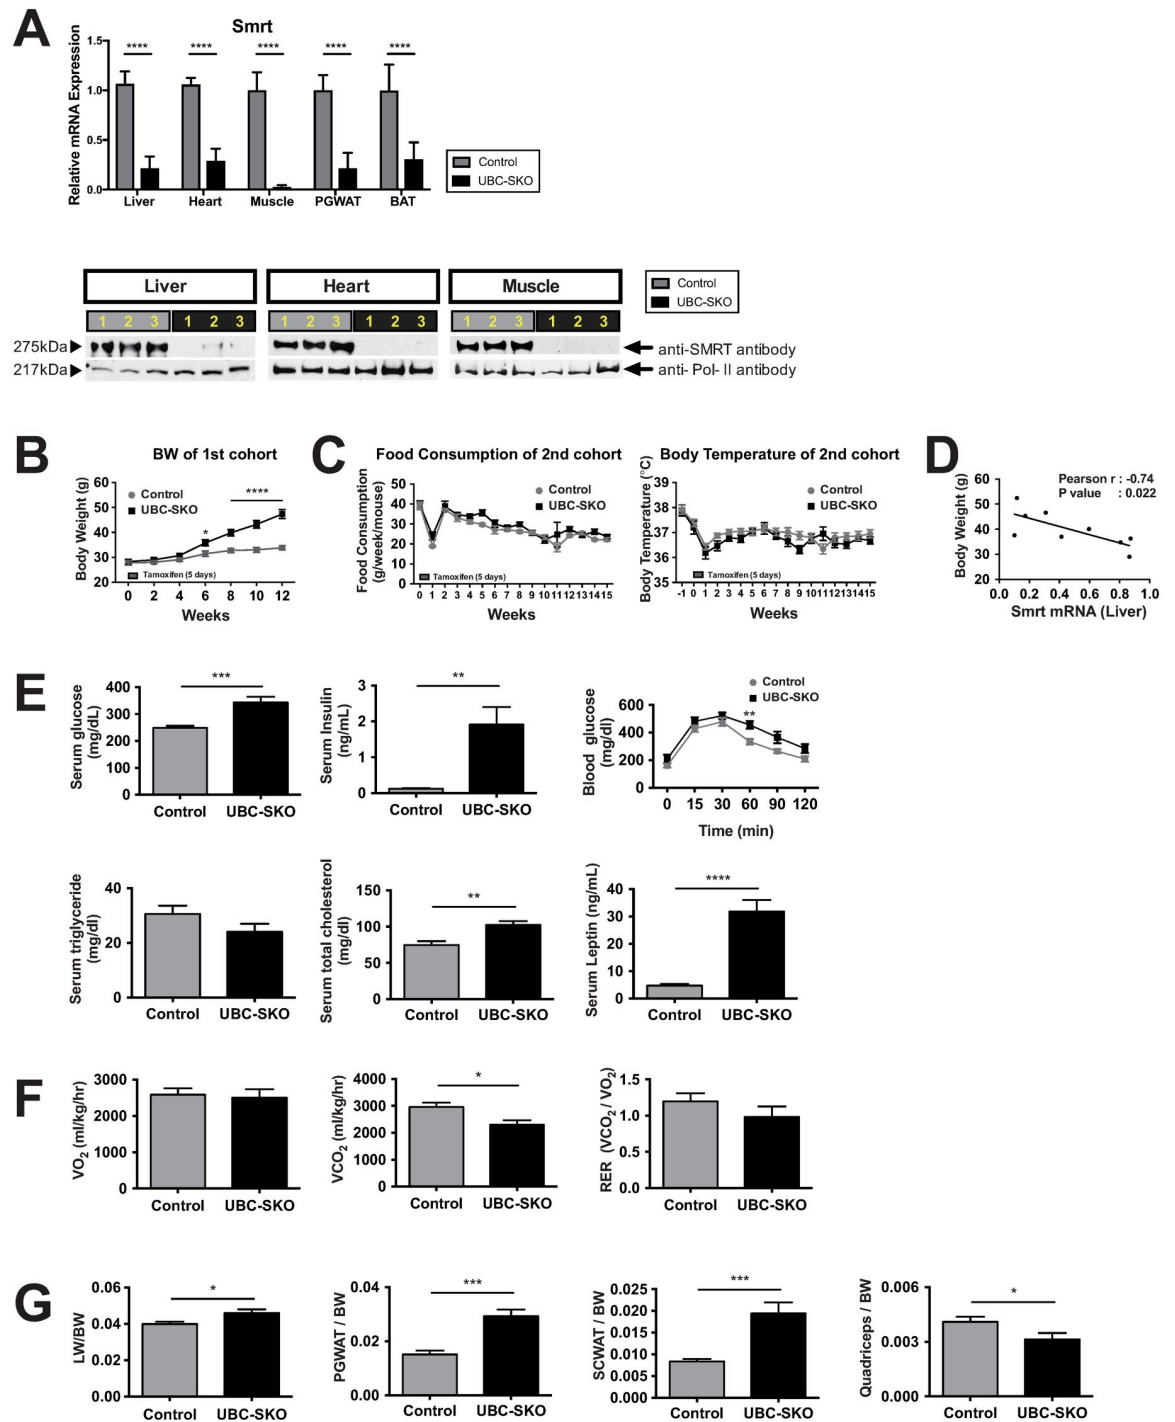 A
Smrt
Relative mRNA Expression
1.5
1.0
0.5
0.0
**** **** **** **** ****
Liver Heart Muscle PGWAT BAT
Control
UBC-SKO
Liver Heart Muscle
Control
UBC-SKO
1 2 3 1 2 3 1 2 3 1 2 3 1 2 3 1 2 3
275kDa
anti-SMRT antibody
217kDa
anti- Pol- II antibody
B
BW of 1st cohort
Body Weight (g)
60
50
40
30
20
Control
UBC-SKO
*
****
Tamoxifen (5 days)
0 2 4 6 8 10 12
Weeks
C
Food Consumption of 2nd cohort
Food Consumption
(g/week/mouse)
50
40
30
20
10
0
Control
UBC-SKO
Tamoxifen (5 days)
0 1 2 3 4 5 6 7 8 9 10 11 12 13 14 15
Weeks
Body Temperature of 2nd cohort
Body Temperature (°C)
39
38
37
36
35
Control
UBC-SKO
Tamoxifen (5 days)
-1 0 1 2 3 4 5 6 7 8 9 10 11 12 13 14 15
Weeks
D
Body Weight (g)
60
50
40
30
20
Pearson r : -0.74
P value : 0.022
0.0 0.2 0.4 0.6 0.8 1.0
Smrt mRNA (Liver)
E
Serum glucose
(mg/dL)
400
300
200
100
0
***
Control UBC-SKO
Serum Insulin
(ng/mL)
3
2
1
0
**
Control UBC-SKO
Blood glucose
(mg/dl)
600
400
200
0
Control
UBC-SKO
**
0 15 30 60 90 120
Time (min)
Serum triglyceride
(mg/dl)
40
20
0
Control UBC-SKO
Serum total cholesterol
(mg/dl)
150
100
50
0
**
Control UBC-SKO
Serum Leptin (ng/mL)
40
30
20
10
0
****
Control UBC-SKO
F
VO2 (ml/kg/hr)
3000
2000
1000
0
Control UBC-SKO
VCO2 (ml/kg/hr)
4000
3000
2000
1000
0
*
Control UBC-SKO
RER (VCO2 / VO2)
1.5
1.0
0.5
0.0
Control UBC-SKO
G
LW/BW
0.06
0.04
0.02
0.00
*
Control UBC-SKO
PGWAT / BW
0.04
0.02
0.00
***
Control UBC-SKO
SCWAT / BW
0.025
0.020
0.015
0.010
0.005
0.000
***
Control UBC-SKO
Quadriceps / BW
0.006
0.003
0.000
*
Control UBC-SKO